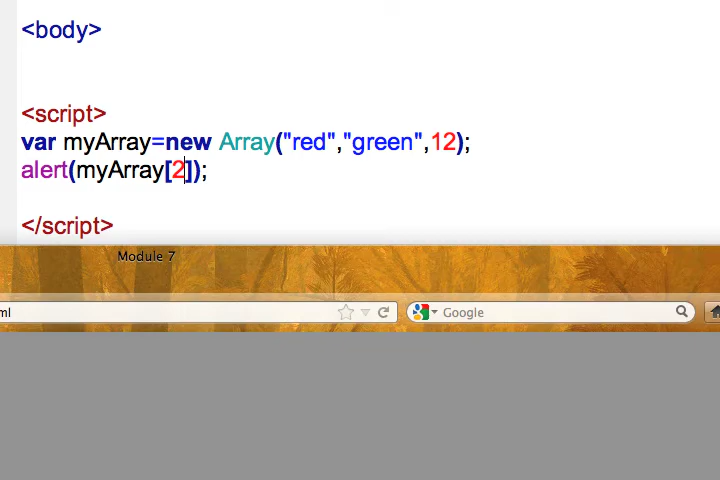 <body>
<script>
var myArray=new Array("red","green",12);
alert(myArray[2]);
</script>
Module 7
ml
Google